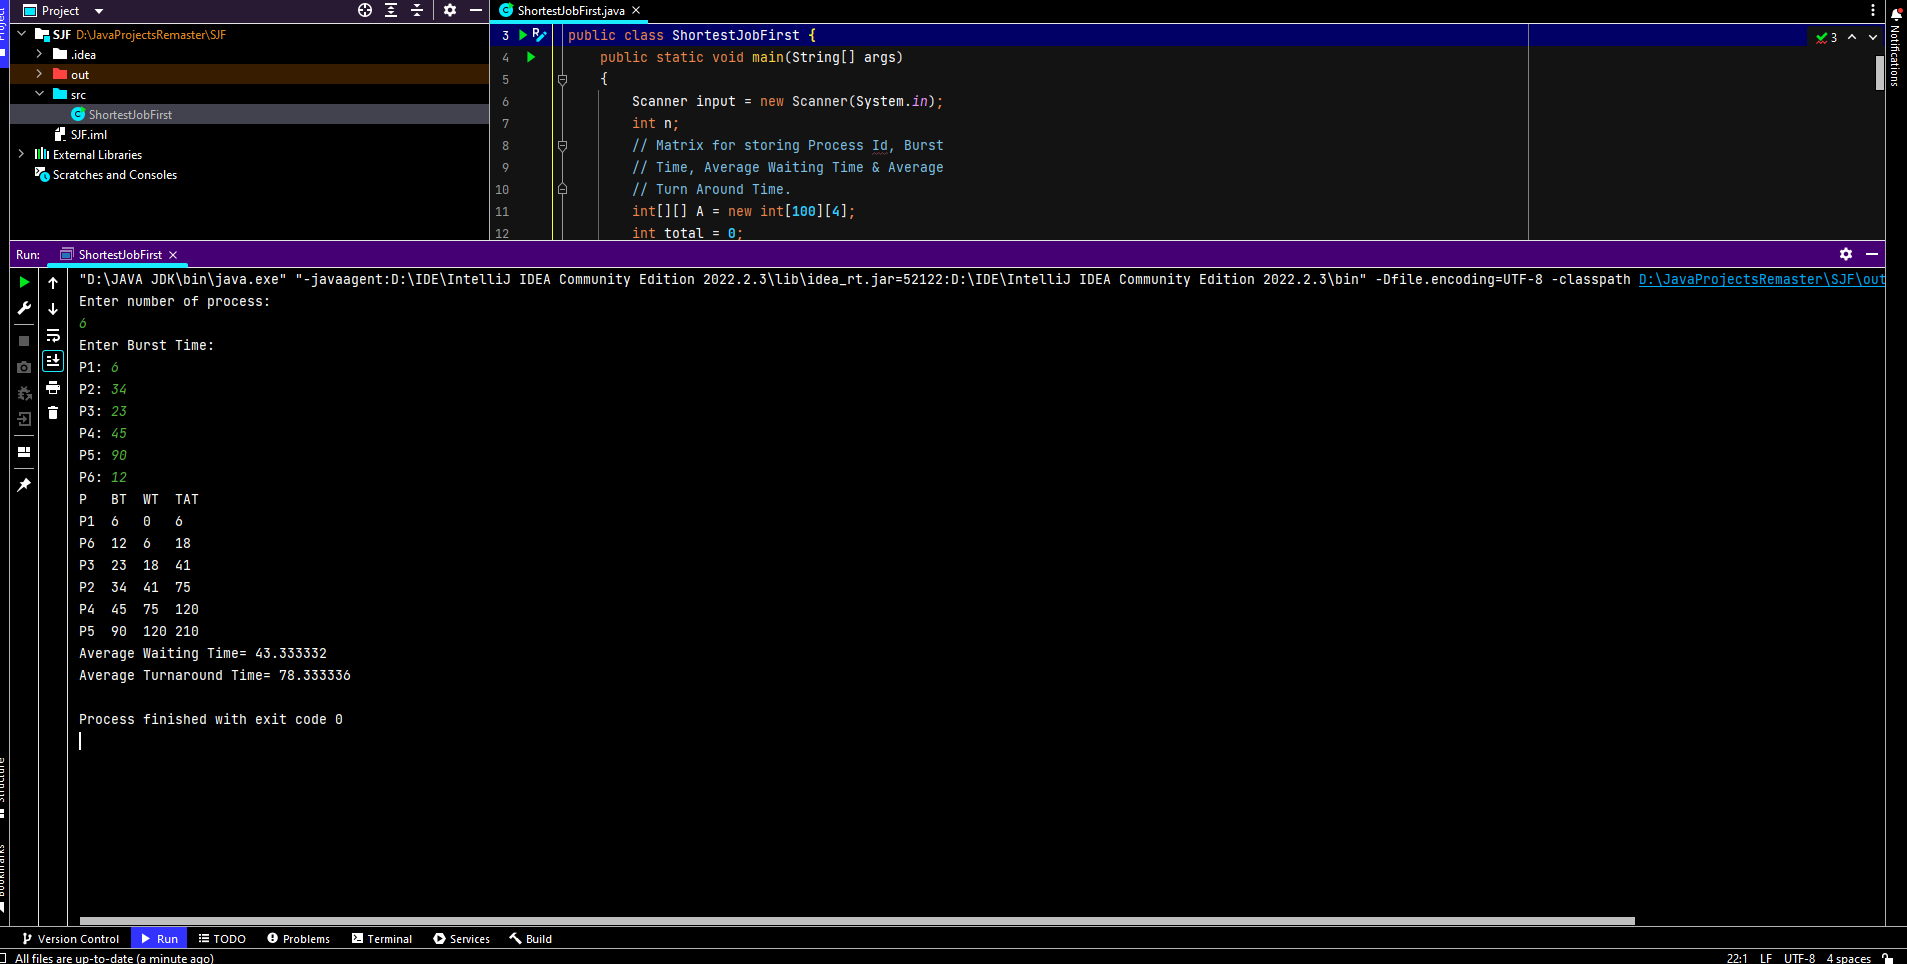 Project
ShortestJobFirst.java
SJF D:\JavaProjectsRemaster\SJF
.idea
out
src
ShortestJobFirst
SJF.iml
External Libraries
Scratches and Consoles
3 public class ShortestJobFirst {
4 public static void main(String[] args)
5 {
6 Scanner input = new Scanner(System.in);
7 int n;
8 // Matrix for storing Process Id, Burst
9 // Time, Average Waiting Time & Average
10 // Turn Around Time.
11 int[][] A = new int[100][4];
12 int total = 0;
3
Notifications
Run: ShortestJobFirst
"D:\JAVA JDK\bin\java.exe" "-javaagent:D:\IDE\IntelliJ IDEA Community Edition 2022.2.3\lib\idea_rt.jar=52122:D:\IDE\IntelliJ IDEA Community Edition 2022.2.3\bin" -Dfile.encoding=UTF-8 -classpath D:\JavaProjectsRemaster\SJF\out
Enter number of process:
6
Enter Burst Time:
P1: 6
P2: 34
P3: 23
P4: 45
P5: 90
P6: 12
P BT WT TAT
P1 6 0 6
P6 12 6 18
P3 23 18 41
P2 34 41 75
P4 45 75 120
P5 90 120 210
Average Waiting Time= 43.333332
Average Turnaround Time= 78.333336
Process finished with exit code 0
Version Control Run TODO Problems Terminal Services Build
All files are up-to-date (a minute ago)
22:1 LF UTF-8 4 spaces